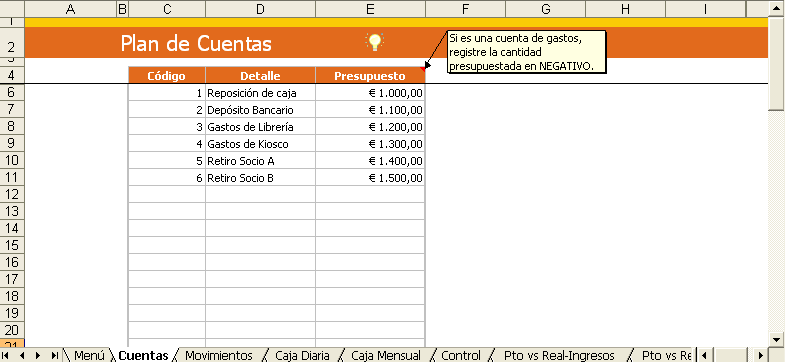 A B C D E F G H I
1
2 Plan de Cuentas
Si es una cuenta de gastos,
registre la cantidad
presupuestada en NEGATIVO.
3
4 Código Detalle Presupuesto
6 1 Reposición de caja € 1.000,00
7 2 Depósito Bancario € 1.100,00
8 3 Gastos de Librería € 1.200,00
9 4 Gastos de Kiosco € 1.300,00
10 5 Retiro Socio A € 1.400,00
11 6 Retiro Socio B € 1.500,00
12
13
14
15
16
17
18
19
20
21
Menú Cuentas Movimientos Caja Diaria Caja Mensual Control Pto vs Real-Ingresos Pto vs Re